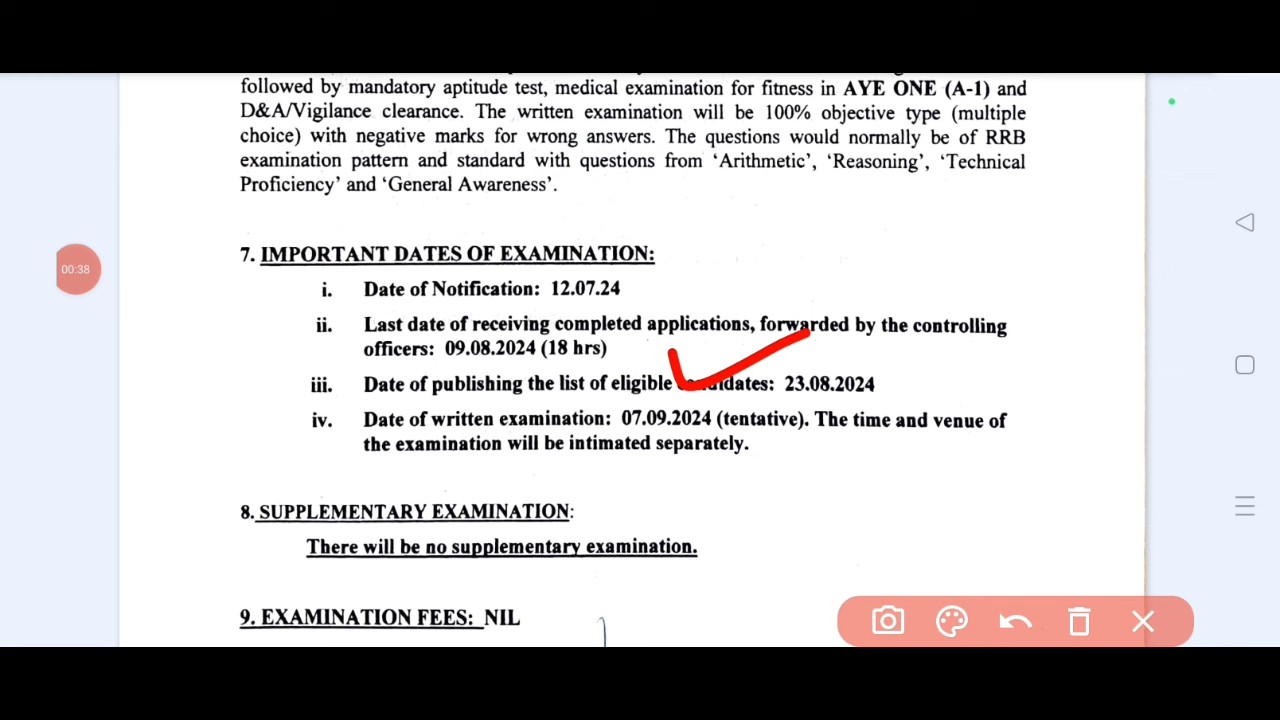 followed by mandatory aptitude test, medical examination for fitness in AYE ONE (A-1) and
D&A/Vigilance clearance. The written examination will be 100% objective type (multiple
choice) with negative marks for wrong answers. The questions would normally be of RRB
examination pattern and standard with questions from ‘Arithmetic’, ‘Reasoning’, ‘Technical
Proficiency’ and ‘General Awareness’.
7. IMPORTANT DATES OF EXAMINATION:
i. Date of Notification: 12.07.24
ii. Last date of receiving completed applications, forwarded by the controlling
officers: 09.08.2024 (18 hrs)
iii. Date of publishing the list of eligible candidates: 23.08.2024
iv. Date of written examination: 07.09.2024 (tentative). The time and venue of
the examination will be intimated separately.
8. SUPPLEMENTARY EXAMINATION:
There will be no supplementary examination.
9. EXAMINATION FEES: NIL
00:38